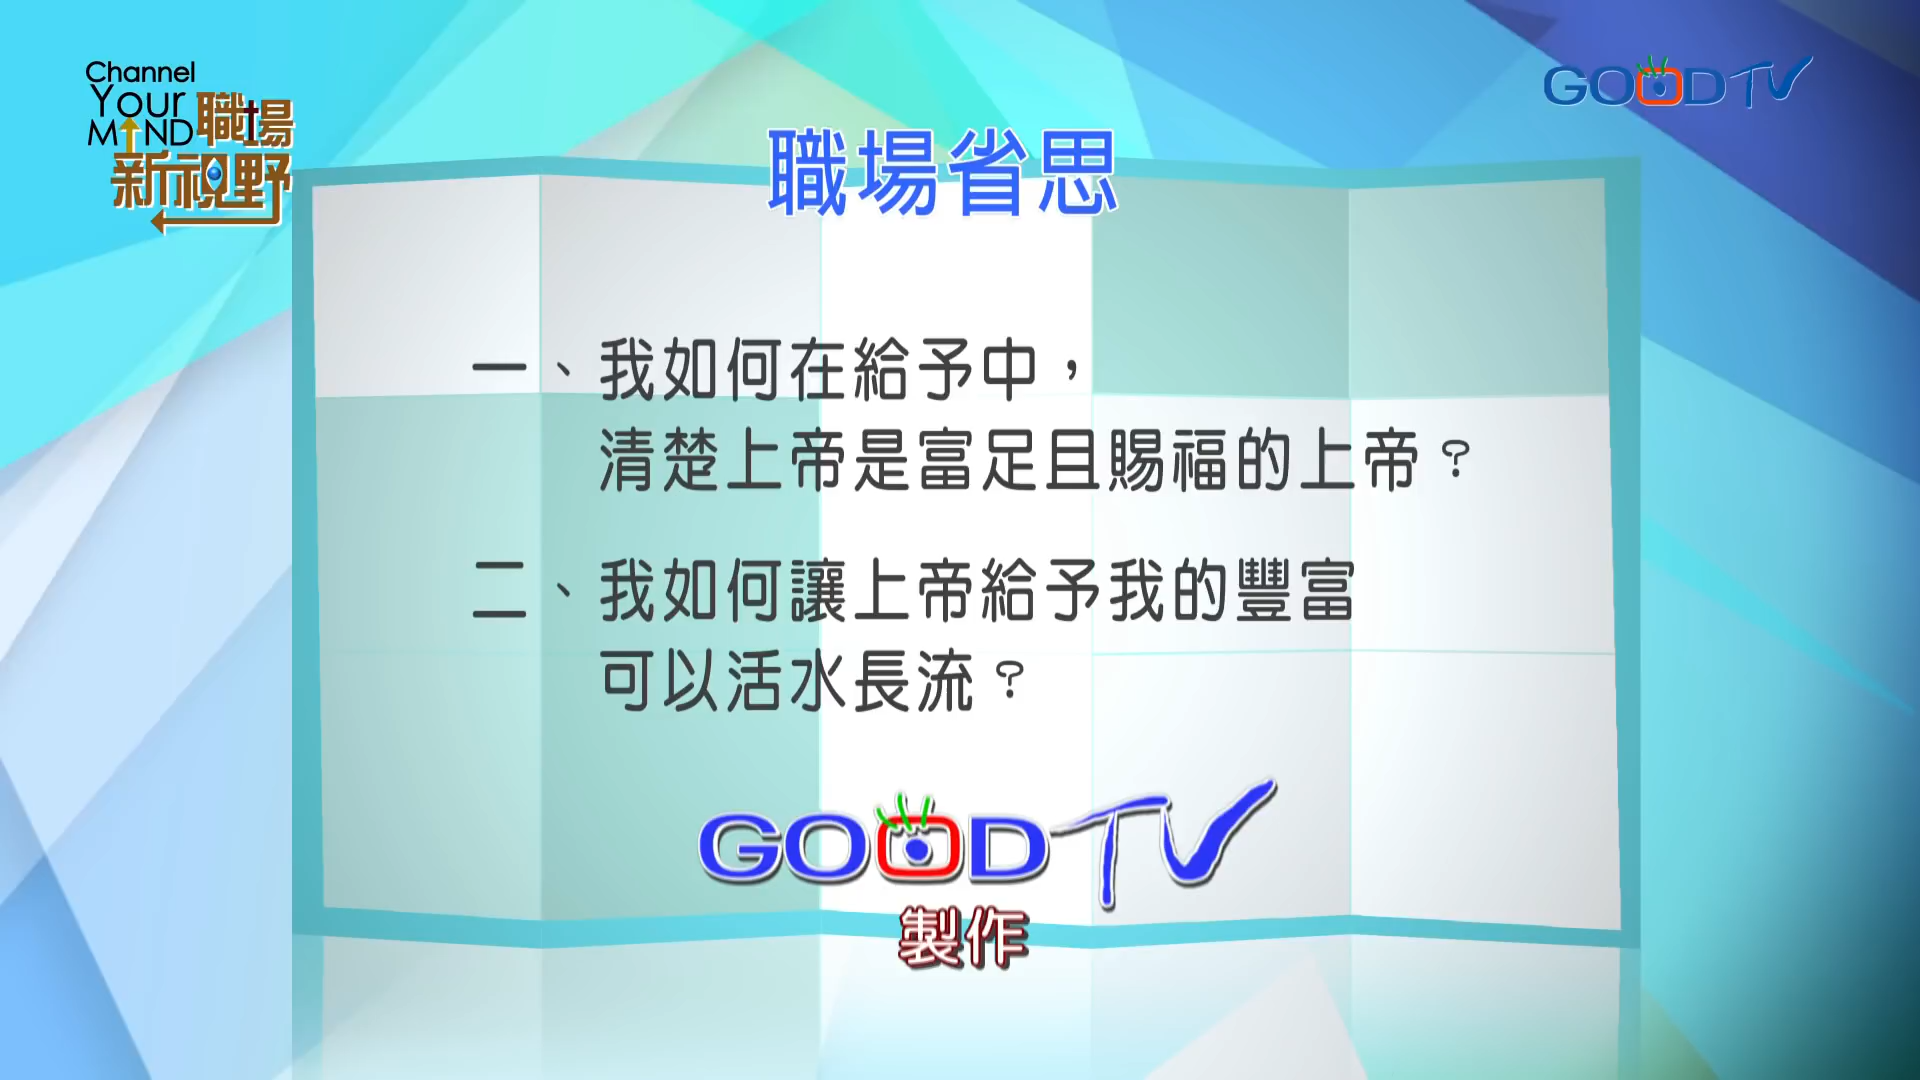 Channel
Your
MIND 職場
新視野
GOODTV
職場省思
一、我如何在給予中，
清楚上帝是富足且賜福的上帝？
二、我如何讓上帝給予我的豐富
可以活水長流？
GOODTV
製作